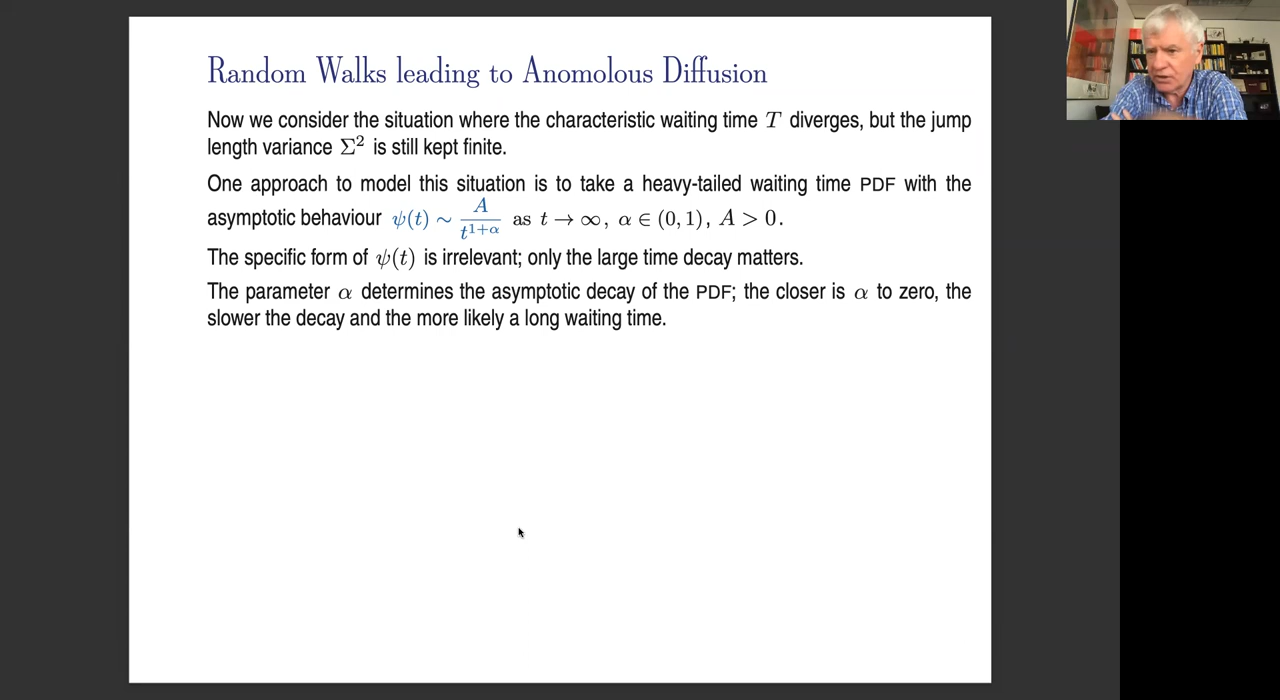 Random Walks leading to Anomolous Diffusion
Now we consider the situation where the characteristic waiting time T diverges, but the jump
length variance Σ² is still kept finite.
One approach to model this situation is to take a heavy-tailed waiting time PDF with the
asymptotic behaviour ψ(t) ∼ A/t^{1+α} as t → ∞, α ∈ (0, 1), A > 0.
The specific form of ψ(t) is irrelevant; only the large time decay matters.
The parameter α determines the asymptotic decay of the PDF; the closer is α to zero, the
slower the decay and the more likely a long waiting time.